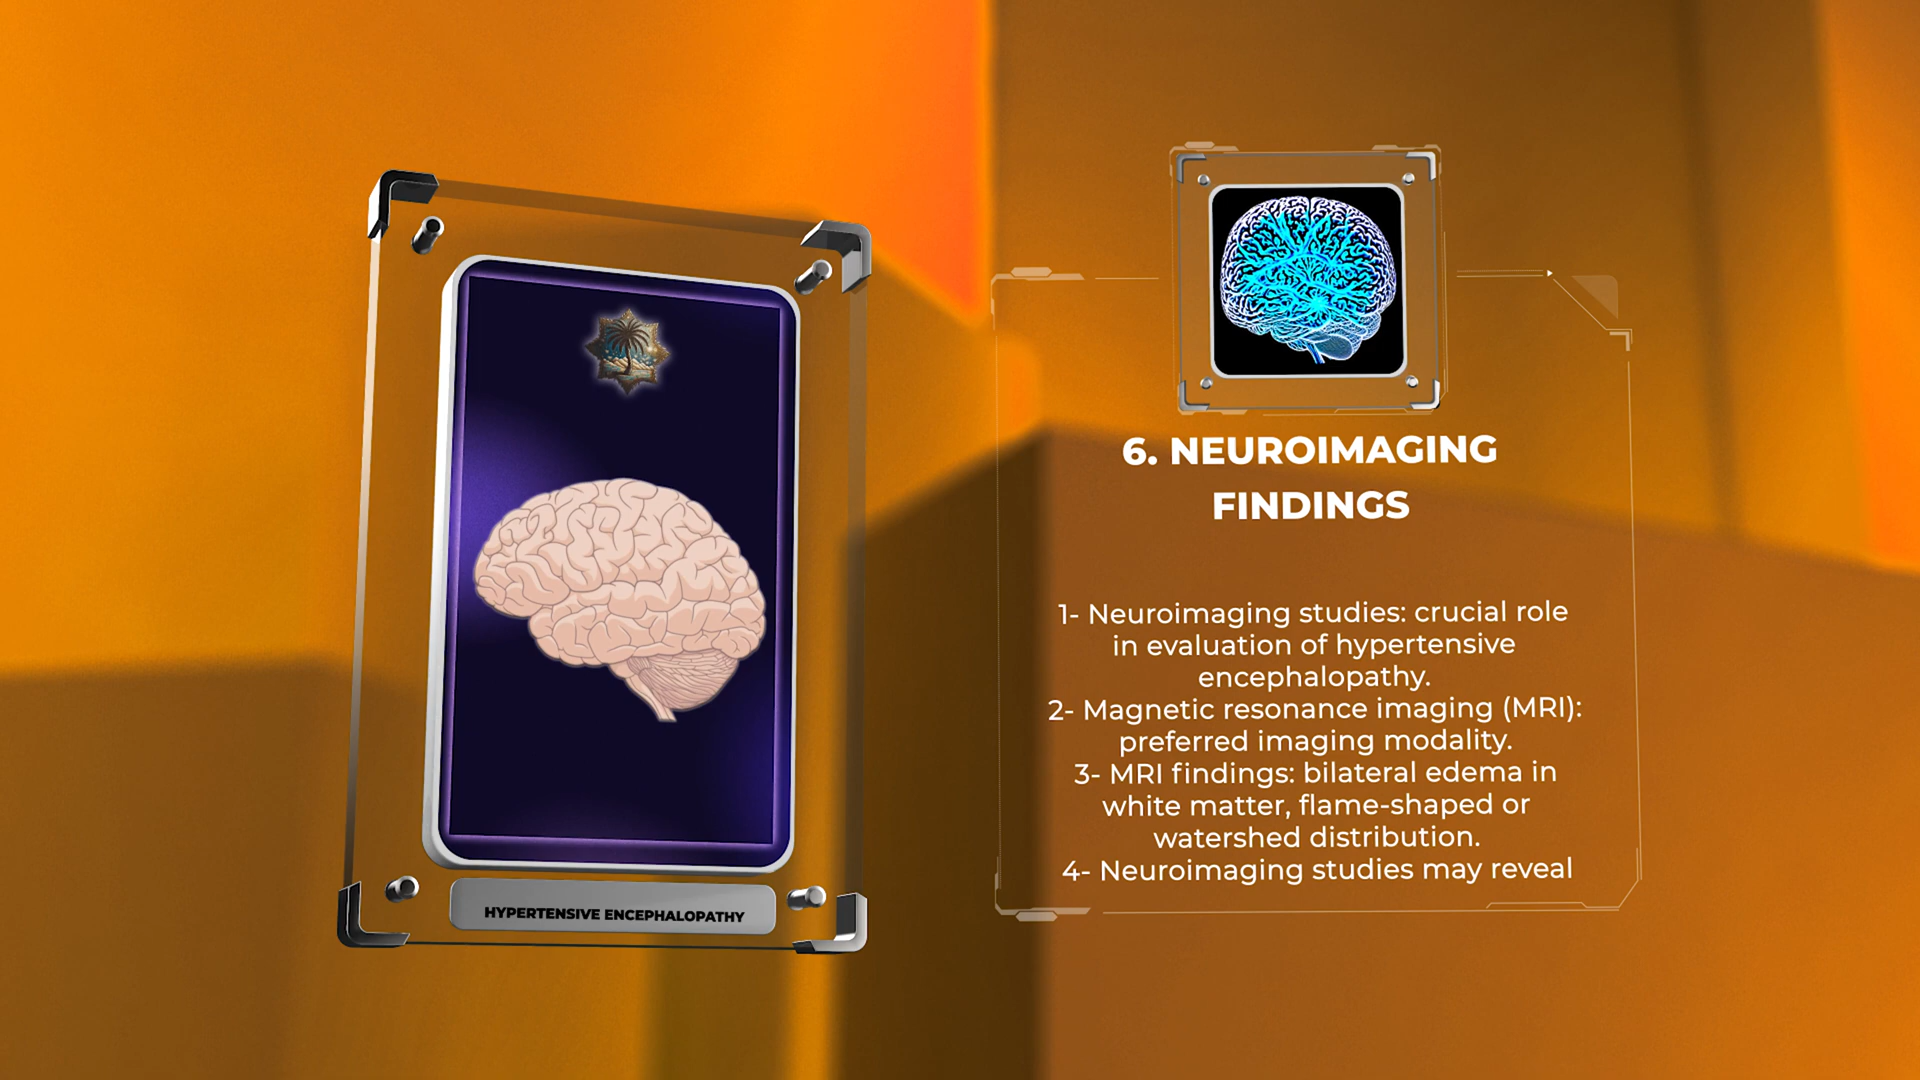 HYPERTENSIVE ENCEPHALOPATHY
6. NEUROIMAGING
FINDINGS
1- Neuroimaging studies: crucial role
in evaluation of hypertensive
encephalopathy.
2- Magnetic resonance imaging (MRI):
preferred imaging modality.
3- MRI findings: bilateral edema in
white matter, flame-shaped or
watershed distribution.
4- Neuroimaging studies may reveal